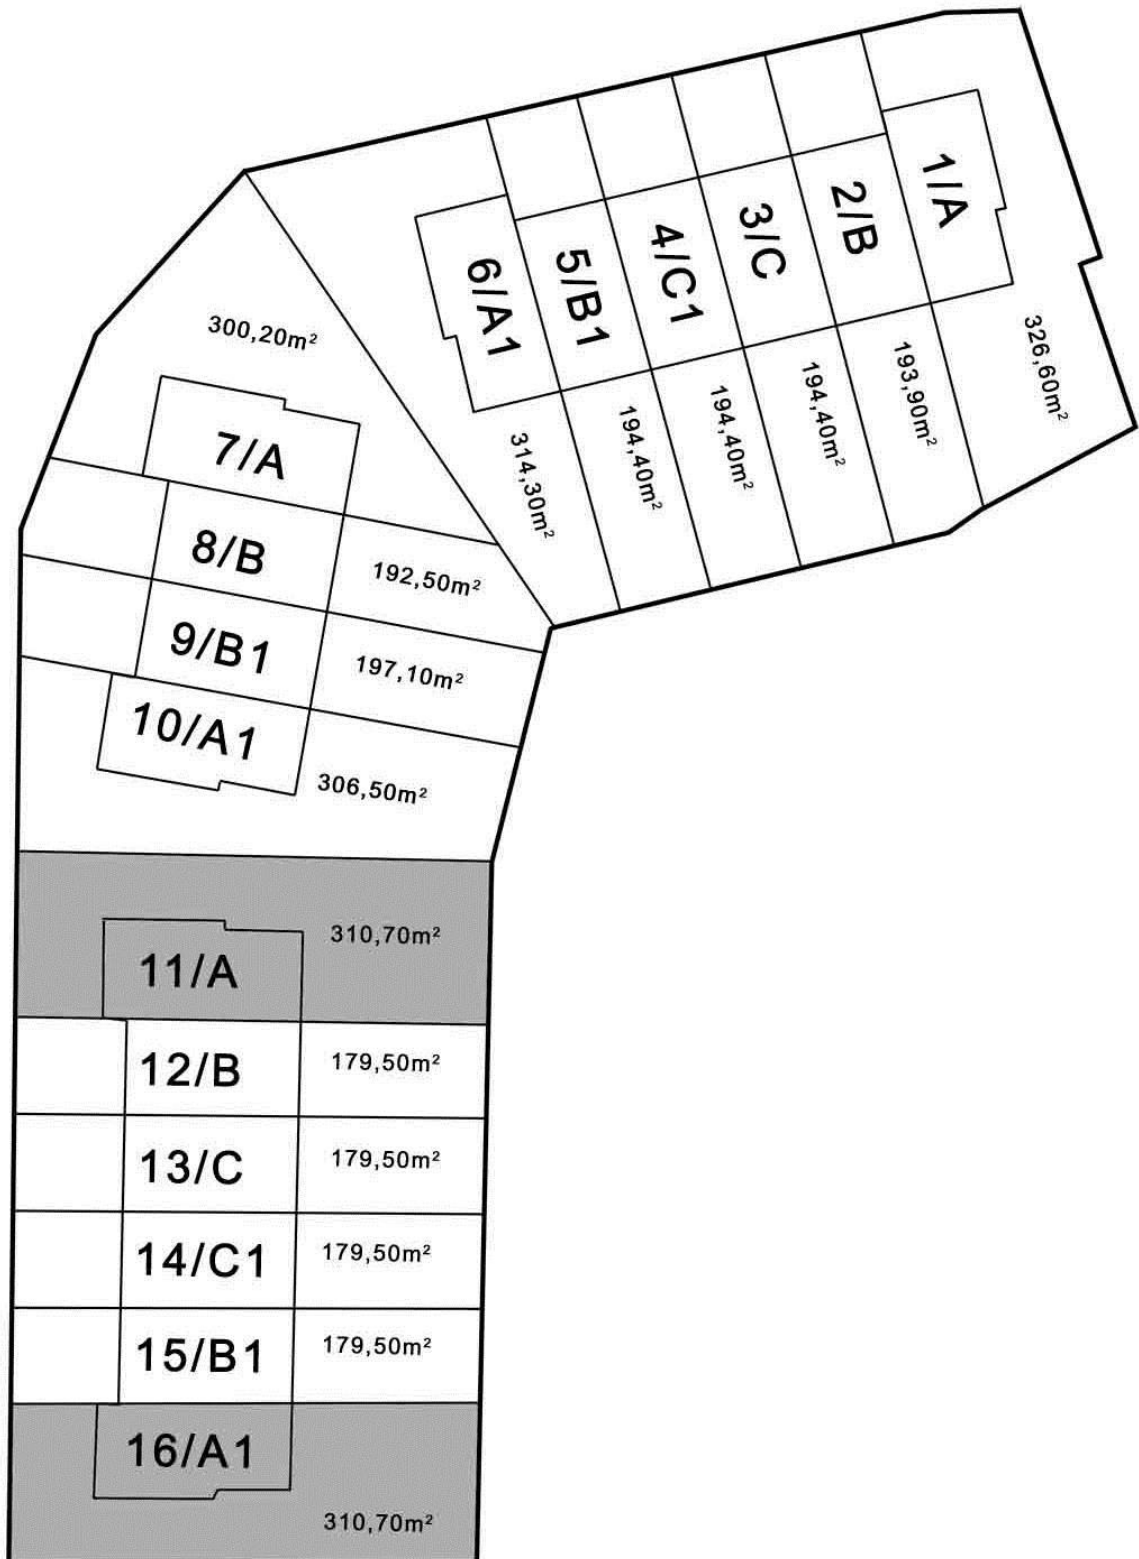 1/A
326,60m²
2/B
193,90m²
3/C
194,40m²
4/C1
194,40m²
5/B1
194,40m²
6/A1
314,30m²
300,20m²
7/A
8/B
192,50m²
9/B1
197,10m²
10/A1
306,50m²
310,70m²
11/A
12/B
179,50m²
13/C
179,50m²
14/C1
179,50m²
15/B1
179,50m²
16/A1
310,70m²